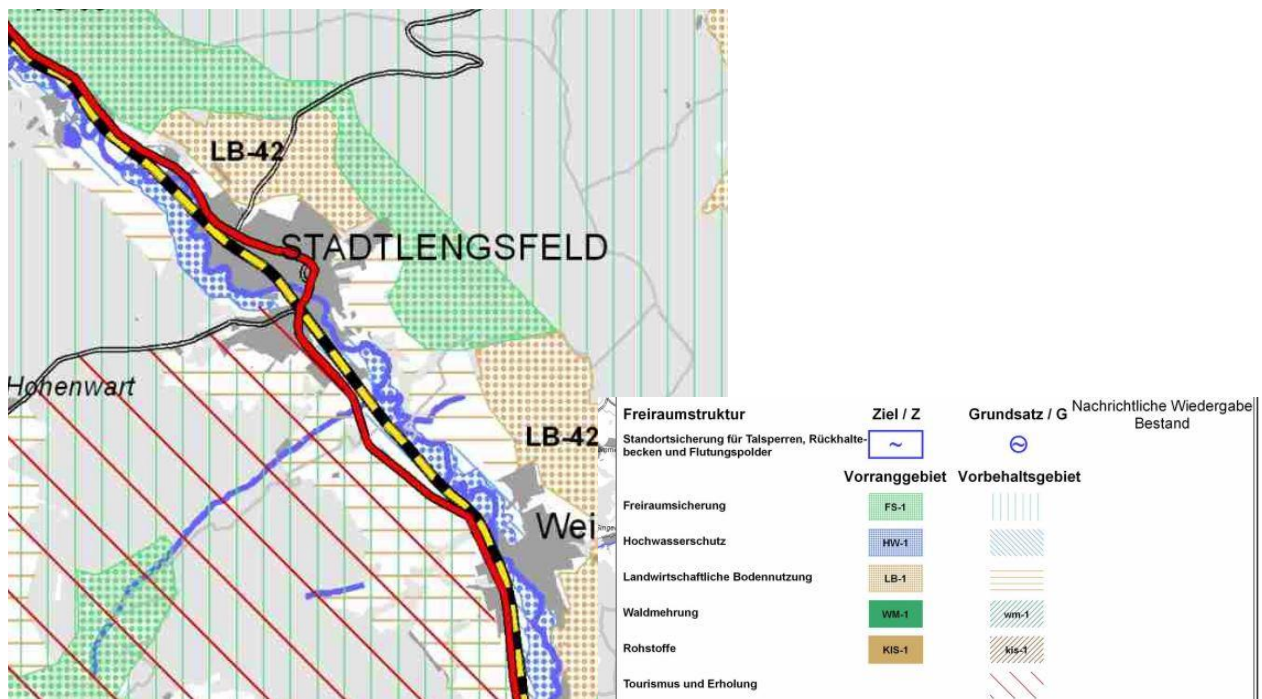 LB-42
STADTLENGSFELD
Hohenwart
LB-42
Wei
Freiraumstruktur Ziel / Z Grundsatz / G Nachrichtliche Wiedergabe
Bestand
Standortsicherung für Talsperren, Rückhalte-
becken und Flutungspolder
Vorranggebiet Vorbehaltsgebiet
Freiraumsicherung FS-1
Hochwasserschutz HW-1
Landwirtschaftliche Bodennutzung LB-1
Waldmehrung WM-1 wm-1
Rohstoffe KIS-1 kis-1
Tourismus und Erholung